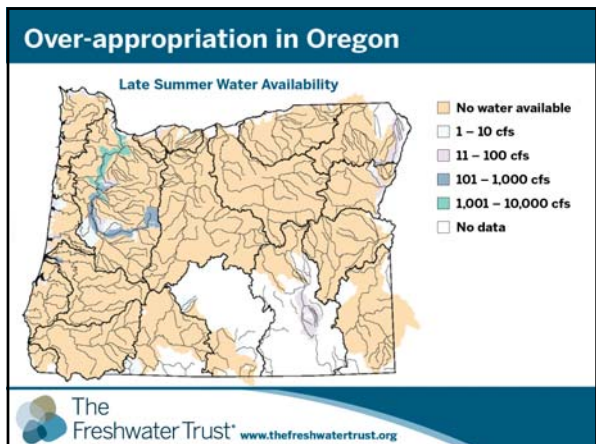 Over-appropriation in Oregon
Late Summer Water Availability
No water available
1 – 10 cfs
11 – 100 cfs
101 – 1,000 cfs
1,001 – 10,000 cfs
No data
The
Freshwater Trust® www.thefreshwatertrust.org